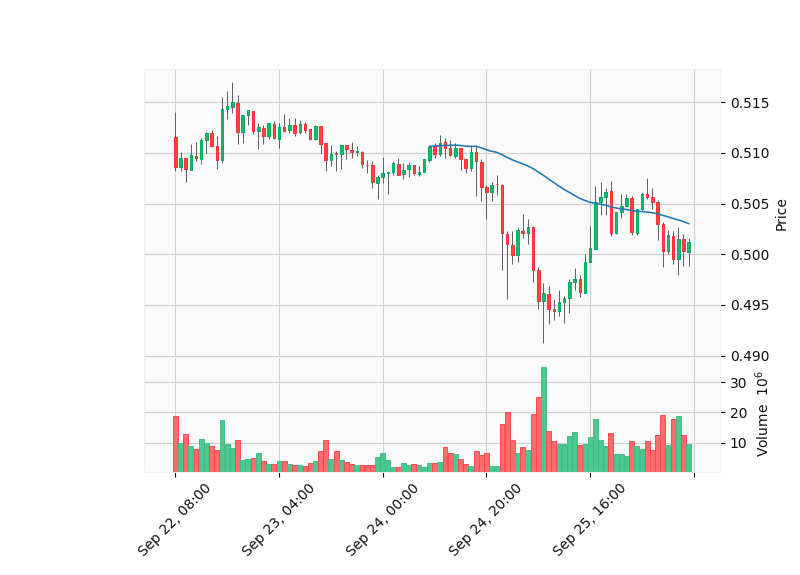 0.515
0.510
0.505
0.500
0.495
0.490
Price
30
20
10
Volume 10^6
Sep 22, 08:00
Sep 23, 04:00
Sep 24, 00:00
Sep 24, 20:00
Sep 25, 16:00